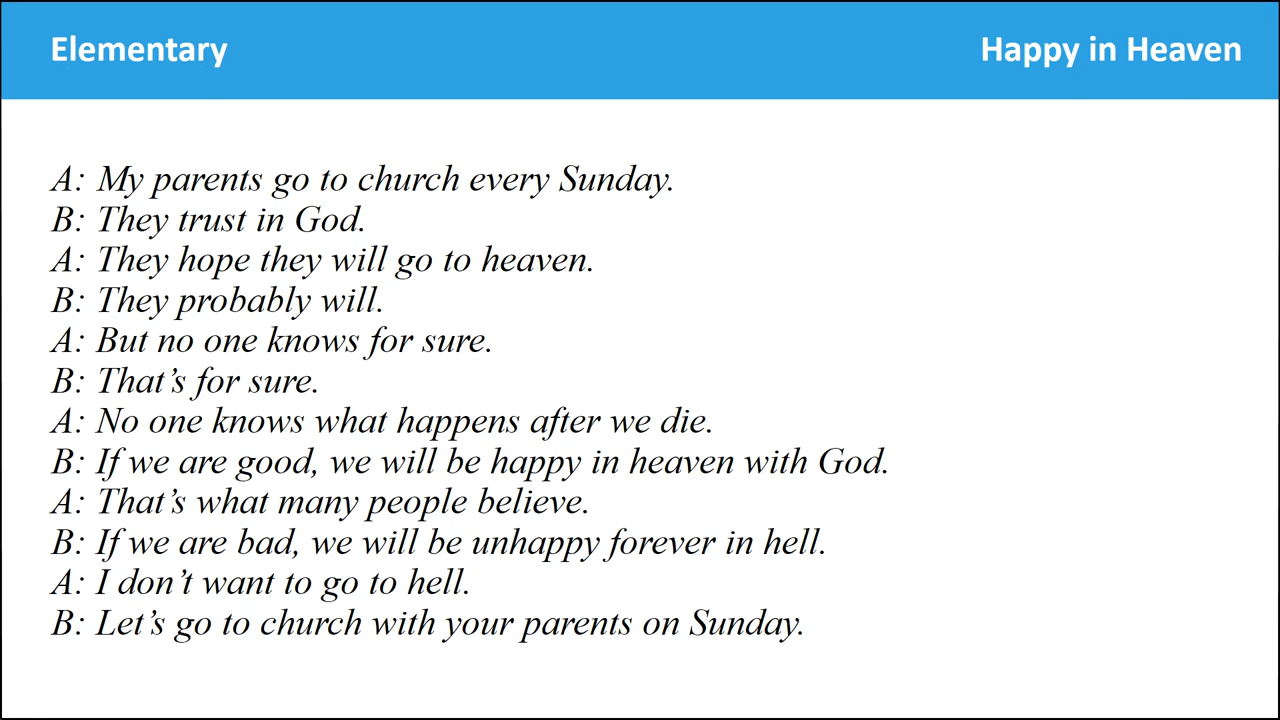 Elementary
Happy in Heaven
A: My parents go to church every Sunday.
B: They trust in God.
A: They hope they will go to heaven.
B: They probably will.
A: But no one knows for sure.
B: That’s for sure.
A: No one knows what happens after we die.
B: If we are good, we will be happy in heaven with God.
A: That’s what many people believe.
B: If we are bad, we will be unhappy forever in hell.
A: I don’t want to go to hell.
B: Let’s go to church with your parents on Sunday.